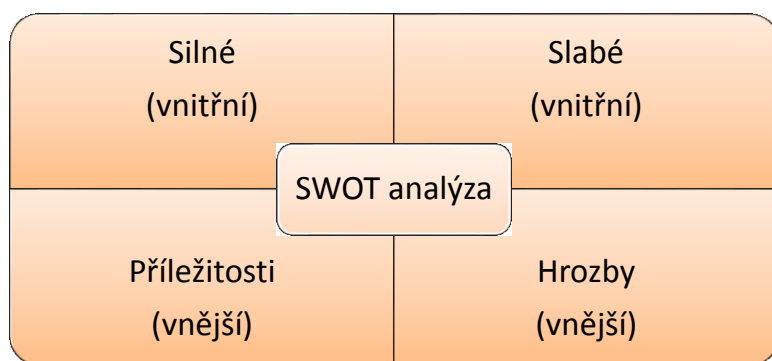 Silné
(vnitřní)
Slabé
(vnitřní)
SWOT analýza
Příležitosti
(vnější)
Hrozby
(vnější)